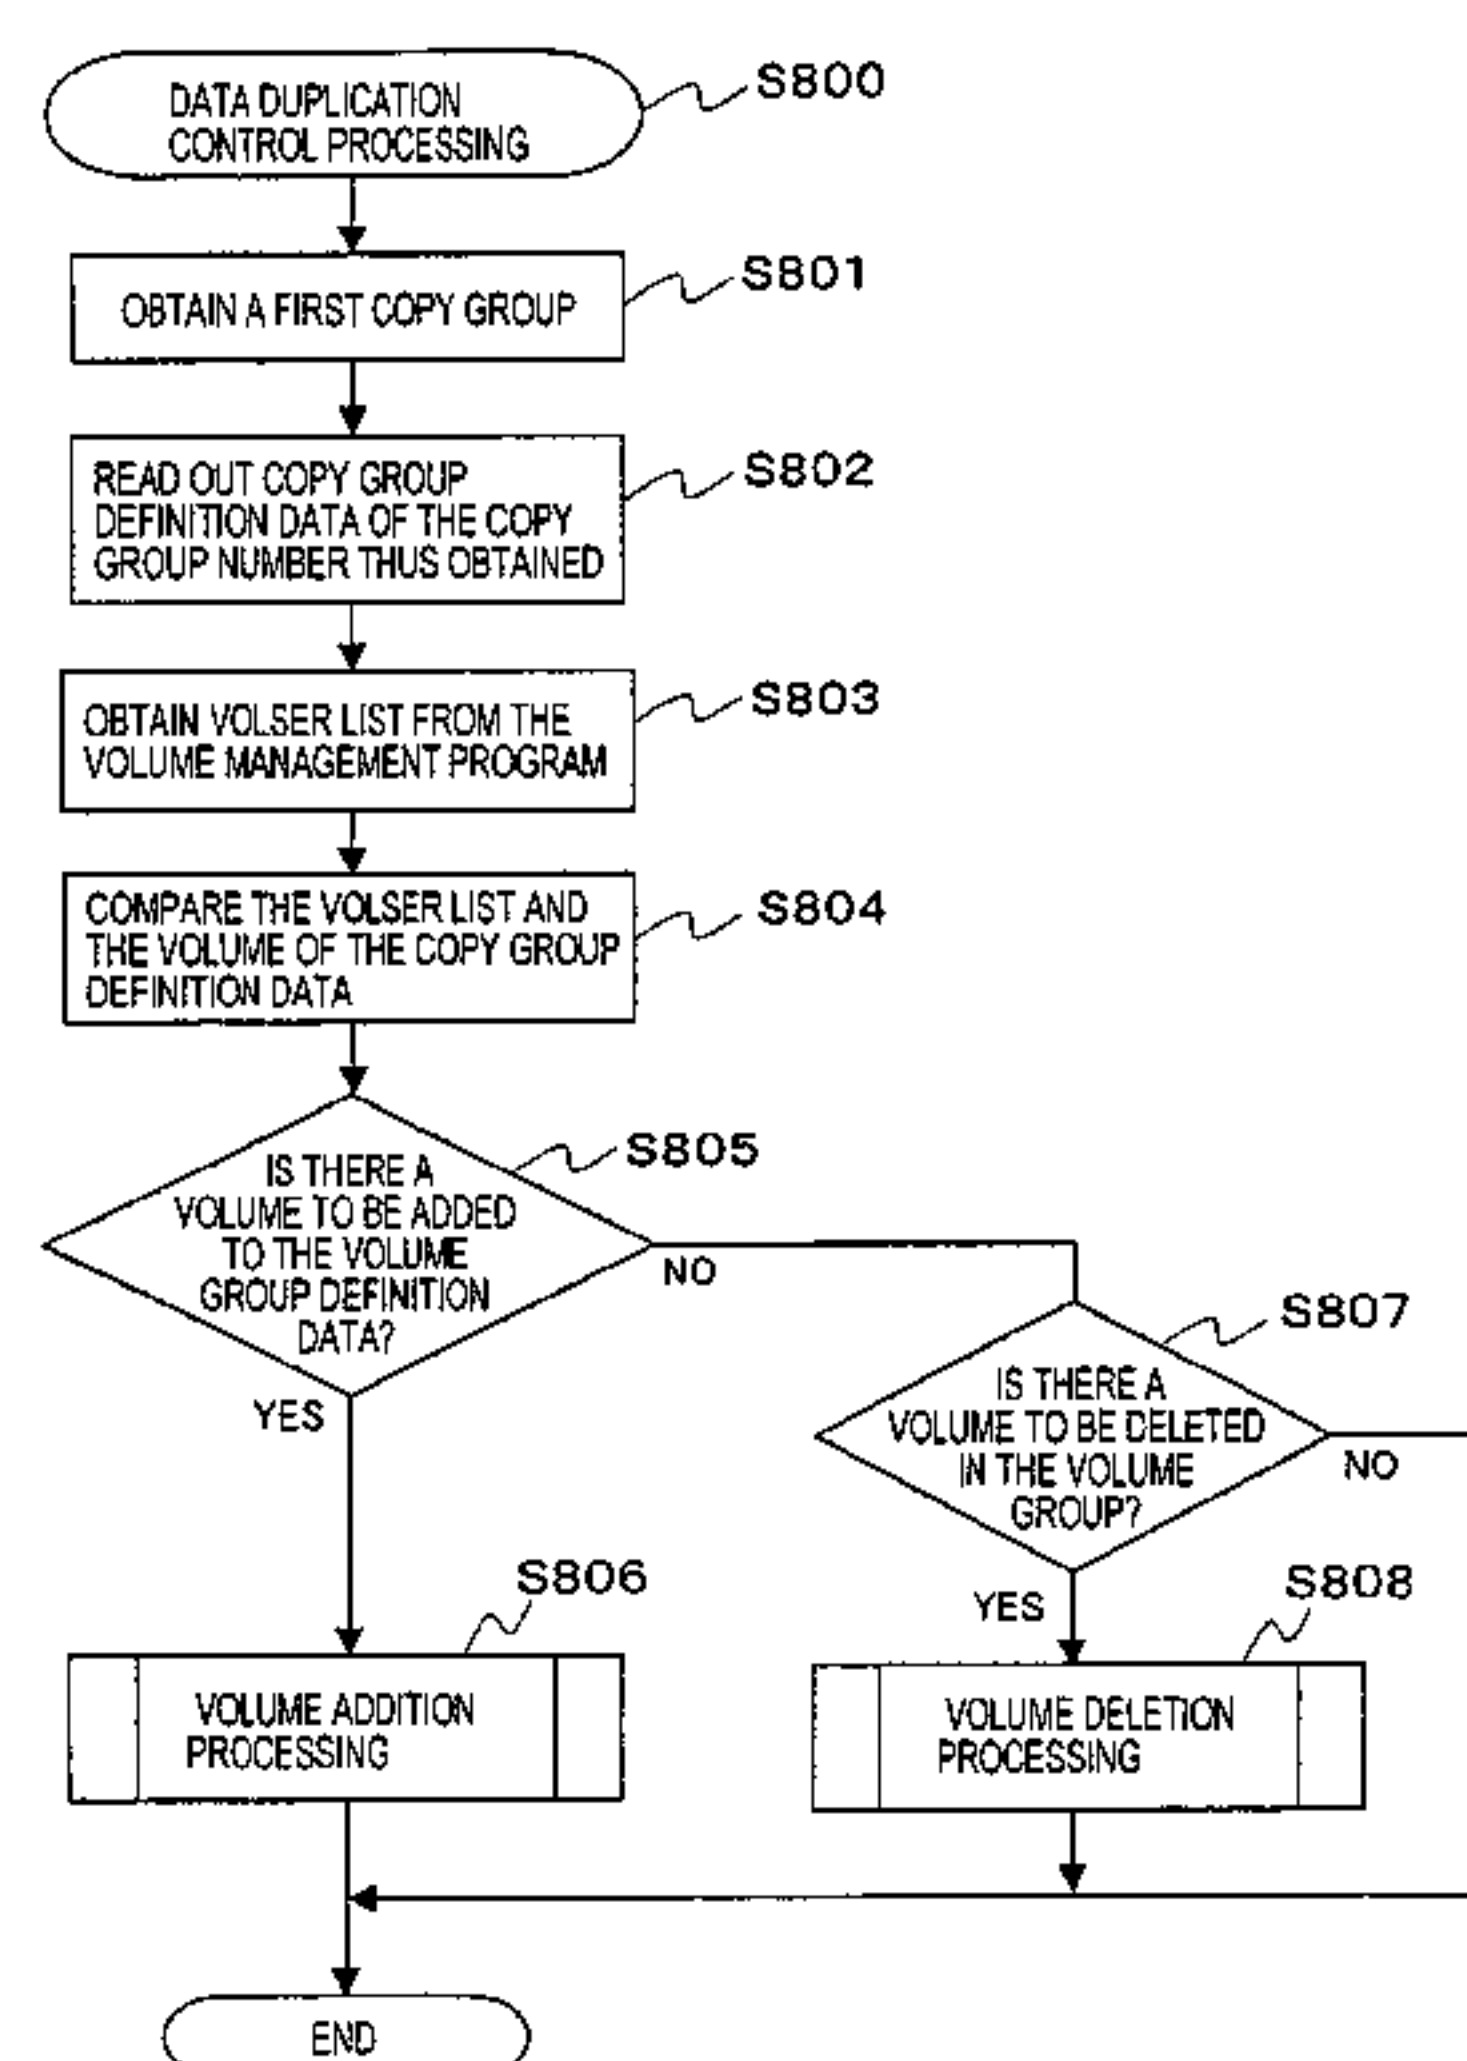 DATA DUPLICATION
CONTROL PROCESSING
S800
OBTAIN A FIRST COPY GROUP
S801
READ OUT COPY GROUP
DEFINITION DATA OF THE COPY
GROUP NUMBER THUS OBTAINED
S802
OBTAIN VOLSER LIST FROM THE
VOLUME MANAGEMENT PROGRAM
S803
COMPARE THE VOLSER LIST AND
THE VOLUME OF THE COPY GROUP
DEFINITION DATA
S804
IS THERE A
VOLUME TO BE ADDED
TO THE VOLUME
GROUP DEFINITION
DATA?
S805
NO
YES
IS THERE A
VOLUME TO BE DELETED
IN THE VOLUME
GROUP?
S807
NO
YES
S806
VOLUME ADDITION
PROCESSING
S808
VOLUME DELETION
PROCESSING
END